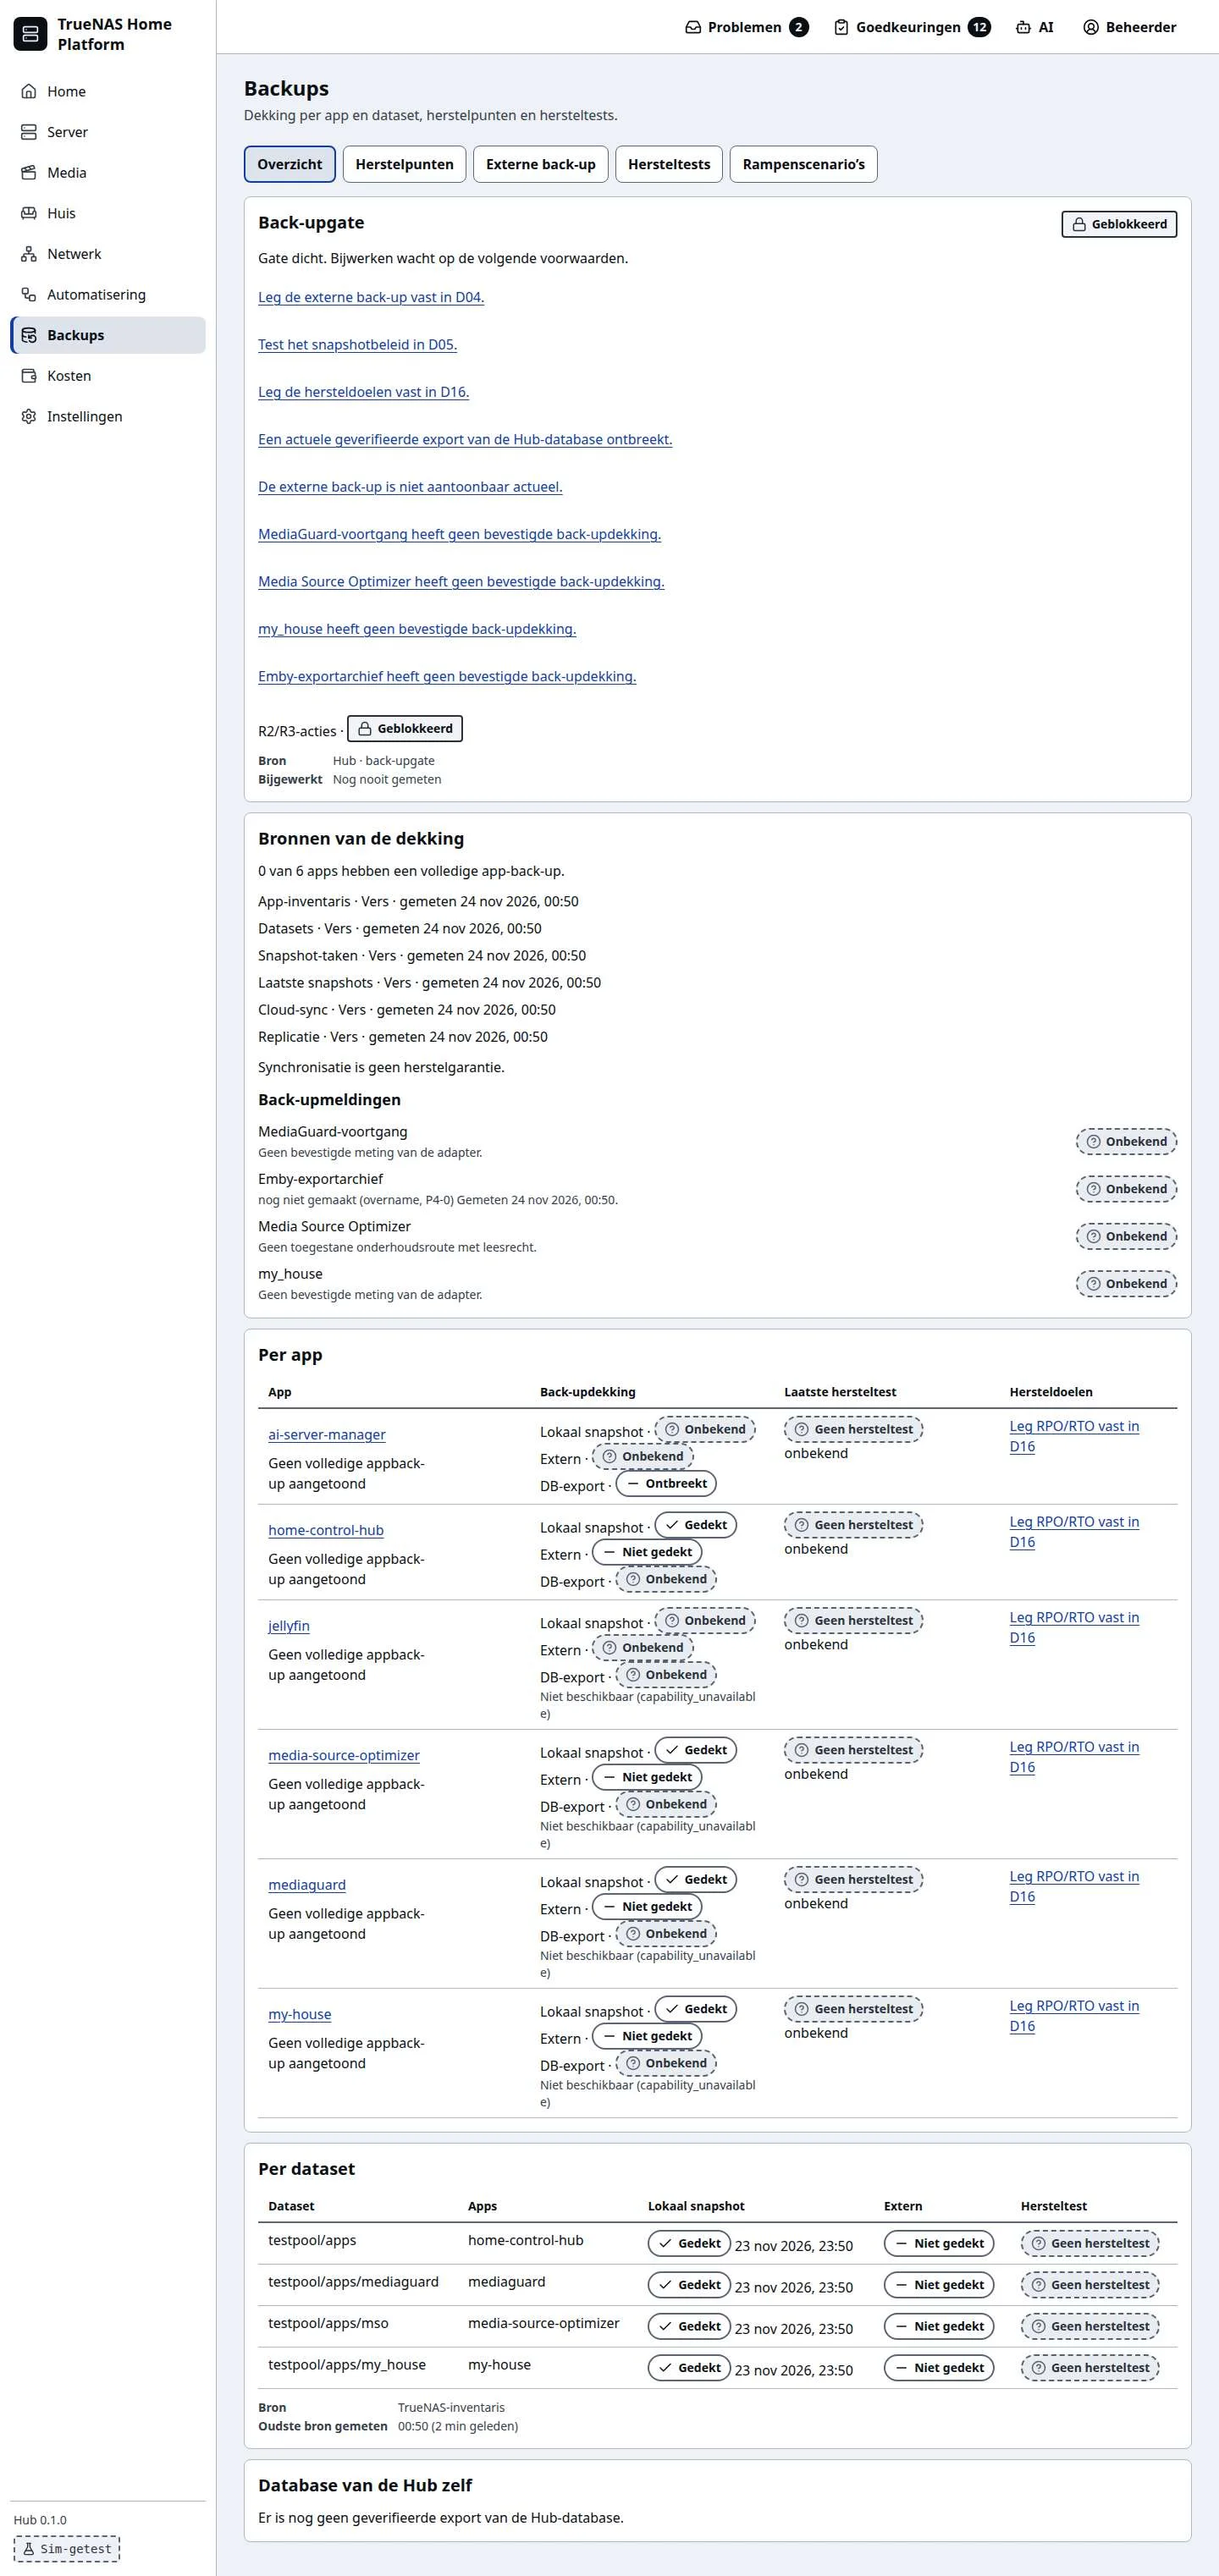 TrueNAS Home
Platform
Problemen 2 Goedkeuringen 12 AI Beheerder
Home
Server
Media
Huis
Netwerk
Automatisering
Backups
Kosten
Instellingen
Hub 0.1.0
Sim-getest
Backups
Dekking per app en dataset, herstelpunten en hersteltests.
Overzicht Herstelpunten Externe back-up Hersteltests Rampenscenario’s
Back-upgate Geblokkeerd
Gate dicht. Bijwerken wacht op de volgende voorwaarden.
Leg de externe back-up vast in D04.
Test het snapshotbeleid in D05.
Leg de hersteldoelen vast in D16.
Een actuele geverifieerde export van de Hub-database ontbreekt.
De externe back-up is niet aantoonbaar actueel.
MediaGuard-voortgang heeft geen bevestigde back-updekking.
Media Source Optimizer heeft geen bevestigde back-updekking.
my_house heeft geen bevestigde back-updekking.
Emby-exportarchief heeft geen bevestigde back-updekking.
R2/R3-acties · Geblokkeerd
Bron Hub · back-upgate
Bijgewerkt Nog nooit gemeten
Bronnen van de dekking
0 van 6 apps hebben een volledige app-back-up.
App-inventaris · Vers · gemeten 24 nov 2026, 00:50
Datasets · Vers · gemeten 24 nov 2026, 00:50
Snapshot-taken · Vers · gemeten 24 nov 2026, 00:50
Laatste snapshots · Vers · gemeten 24 nov 2026, 00:50
Cloud-sync · Vers · gemeten 24 nov 2026, 00:50
Replicatie · Vers · gemeten 24 nov 2026, 00:50
Synchronisatie is geen herstelgarantie.
Back-upmeldingen
MediaGuard-voortgang
Geen bevestigde meting van de adapter.
Onbekend
Emby-exportarchief
nog niet gemaakt (overname, P4-0) Gemeten 24 nov 2026, 00:50.
Onbekend
Media Source Optimizer
Geen toegestane onderhoudsroute met leesrecht.
Onbekend
my_house
Geen bevestigde meting van de adapter.
Onbekend
Per app
App Back-updekking Laatste hersteltest Hersteldoelen
ai-server-manager
Geen volledige appback-
up aangetoond
Lokaal snapshot · Onbekend
Extern · Onbekend
DB-export · Ontbreekt
Geen hersteltest
onbekend
Leg RPO/RTO vast in
D16
home-control-hub
Geen volledige appback-
up aangetoond
Lokaal snapshot · Gedekt
Extern · Niet gedekt
DB-export · Onbekend
Geen hersteltest
onbekend
Leg RPO/RTO vast in
D16
jellyfin
Geen volledige appback-
up aangetoond
Lokaal snapshot · Onbekend
Extern · Onbekend
DB-export · Onbekend
Niet beschikbaar (capability_unavailabl
e)
Geen hersteltest
onbekend
Leg RPO/RTO vast in
D16
media-source-optimizer
Geen volledige appback-
up aangetoond
Lokaal snapshot · Gedekt
Extern · Niet gedekt
DB-export · Onbekend
Niet beschikbaar (capability_unavailabl
e)
Geen hersteltest
onbekend
Leg RPO/RTO vast in
D16
mediaguard
Geen volledige appback-
up aangetoond
Lokaal snapshot · Gedekt
Extern · Niet gedekt
DB-export · Onbekend
Niet beschikbaar (capability_unavailabl
e)
Geen hersteltest
onbekend
Leg RPO/RTO vast in
D16
my-house
Geen volledige appback-
up aangetoond
Lokaal snapshot · Gedekt
Extern · Niet gedekt
DB-export · Onbekend
Niet beschikbaar (capability_unavailabl
e)
Geen hersteltest
onbekend
Leg RPO/RTO vast in
D16
Per dataset
Dataset Apps Lokaal snapshot Extern Hersteltest
testpool/apps home-control-hub Gedekt 23 nov 2026, 23:50 Niet gedekt Geen hersteltest
testpool/apps/mediaguard mediaguard Gedekt 23 nov 2026, 23:50 Niet gedekt Geen hersteltest
testpool/apps/mso media-source-optimizer Gedekt 23 nov 2026, 23:50 Niet gedekt Geen hersteltest
testpool/apps/my_house my-house Gedekt 23 nov 2026, 23:50 Niet gedekt Geen hersteltest
Bron TrueNAS-inventaris
Oudste bron gemeten 00:50 (2 min geleden)
Database van de Hub zelf
Er is nog geen geverifieerde export van de Hub-database.